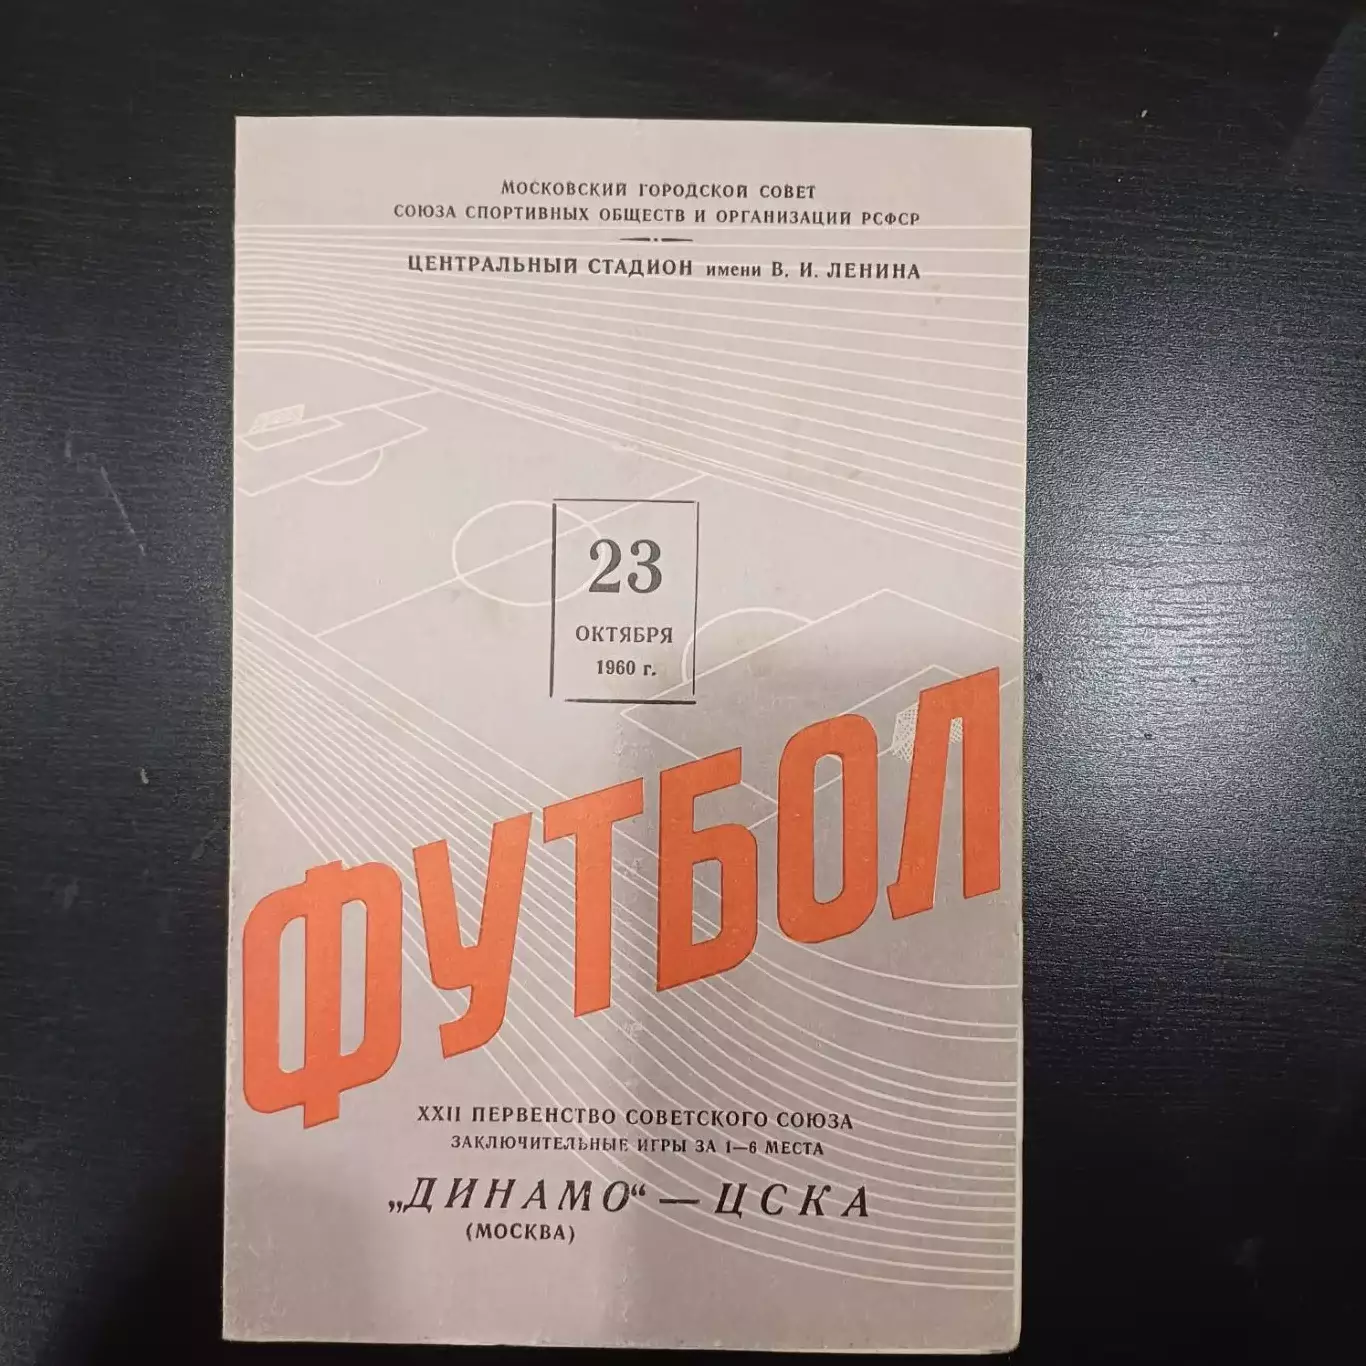 МОСКОВСКИЙ ГОРОДСКОЙ СОВЕТ
СОЮЗА СПОРТИВНЫХ ОБЩЕСТВ И ОРГАНИЗАЦИЙ РСФСР
ЦЕНТРАЛЬНЫЙ СТАДИОН имени В. И. ЛЕНИНА
23
ОКТЯБРЯ
1960 г.
ФУТБОЛ
XXII ПЕРВЕНСТВО СОВЕТСКОГО СОЮЗА
ЗАКЛЮЧИТЕЛЬНЫЕ ИГРЫ ЗА 1—6 МЕСТА
„ДИНАМО“ — ЦСКА
(МОСКВА)